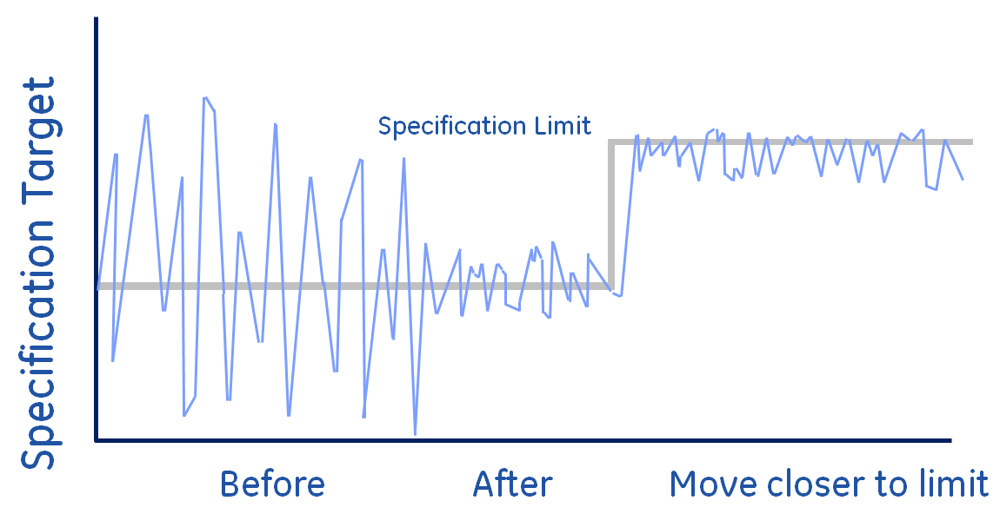 Specification Target
Specification Limit
Before
After
Move closer to limit